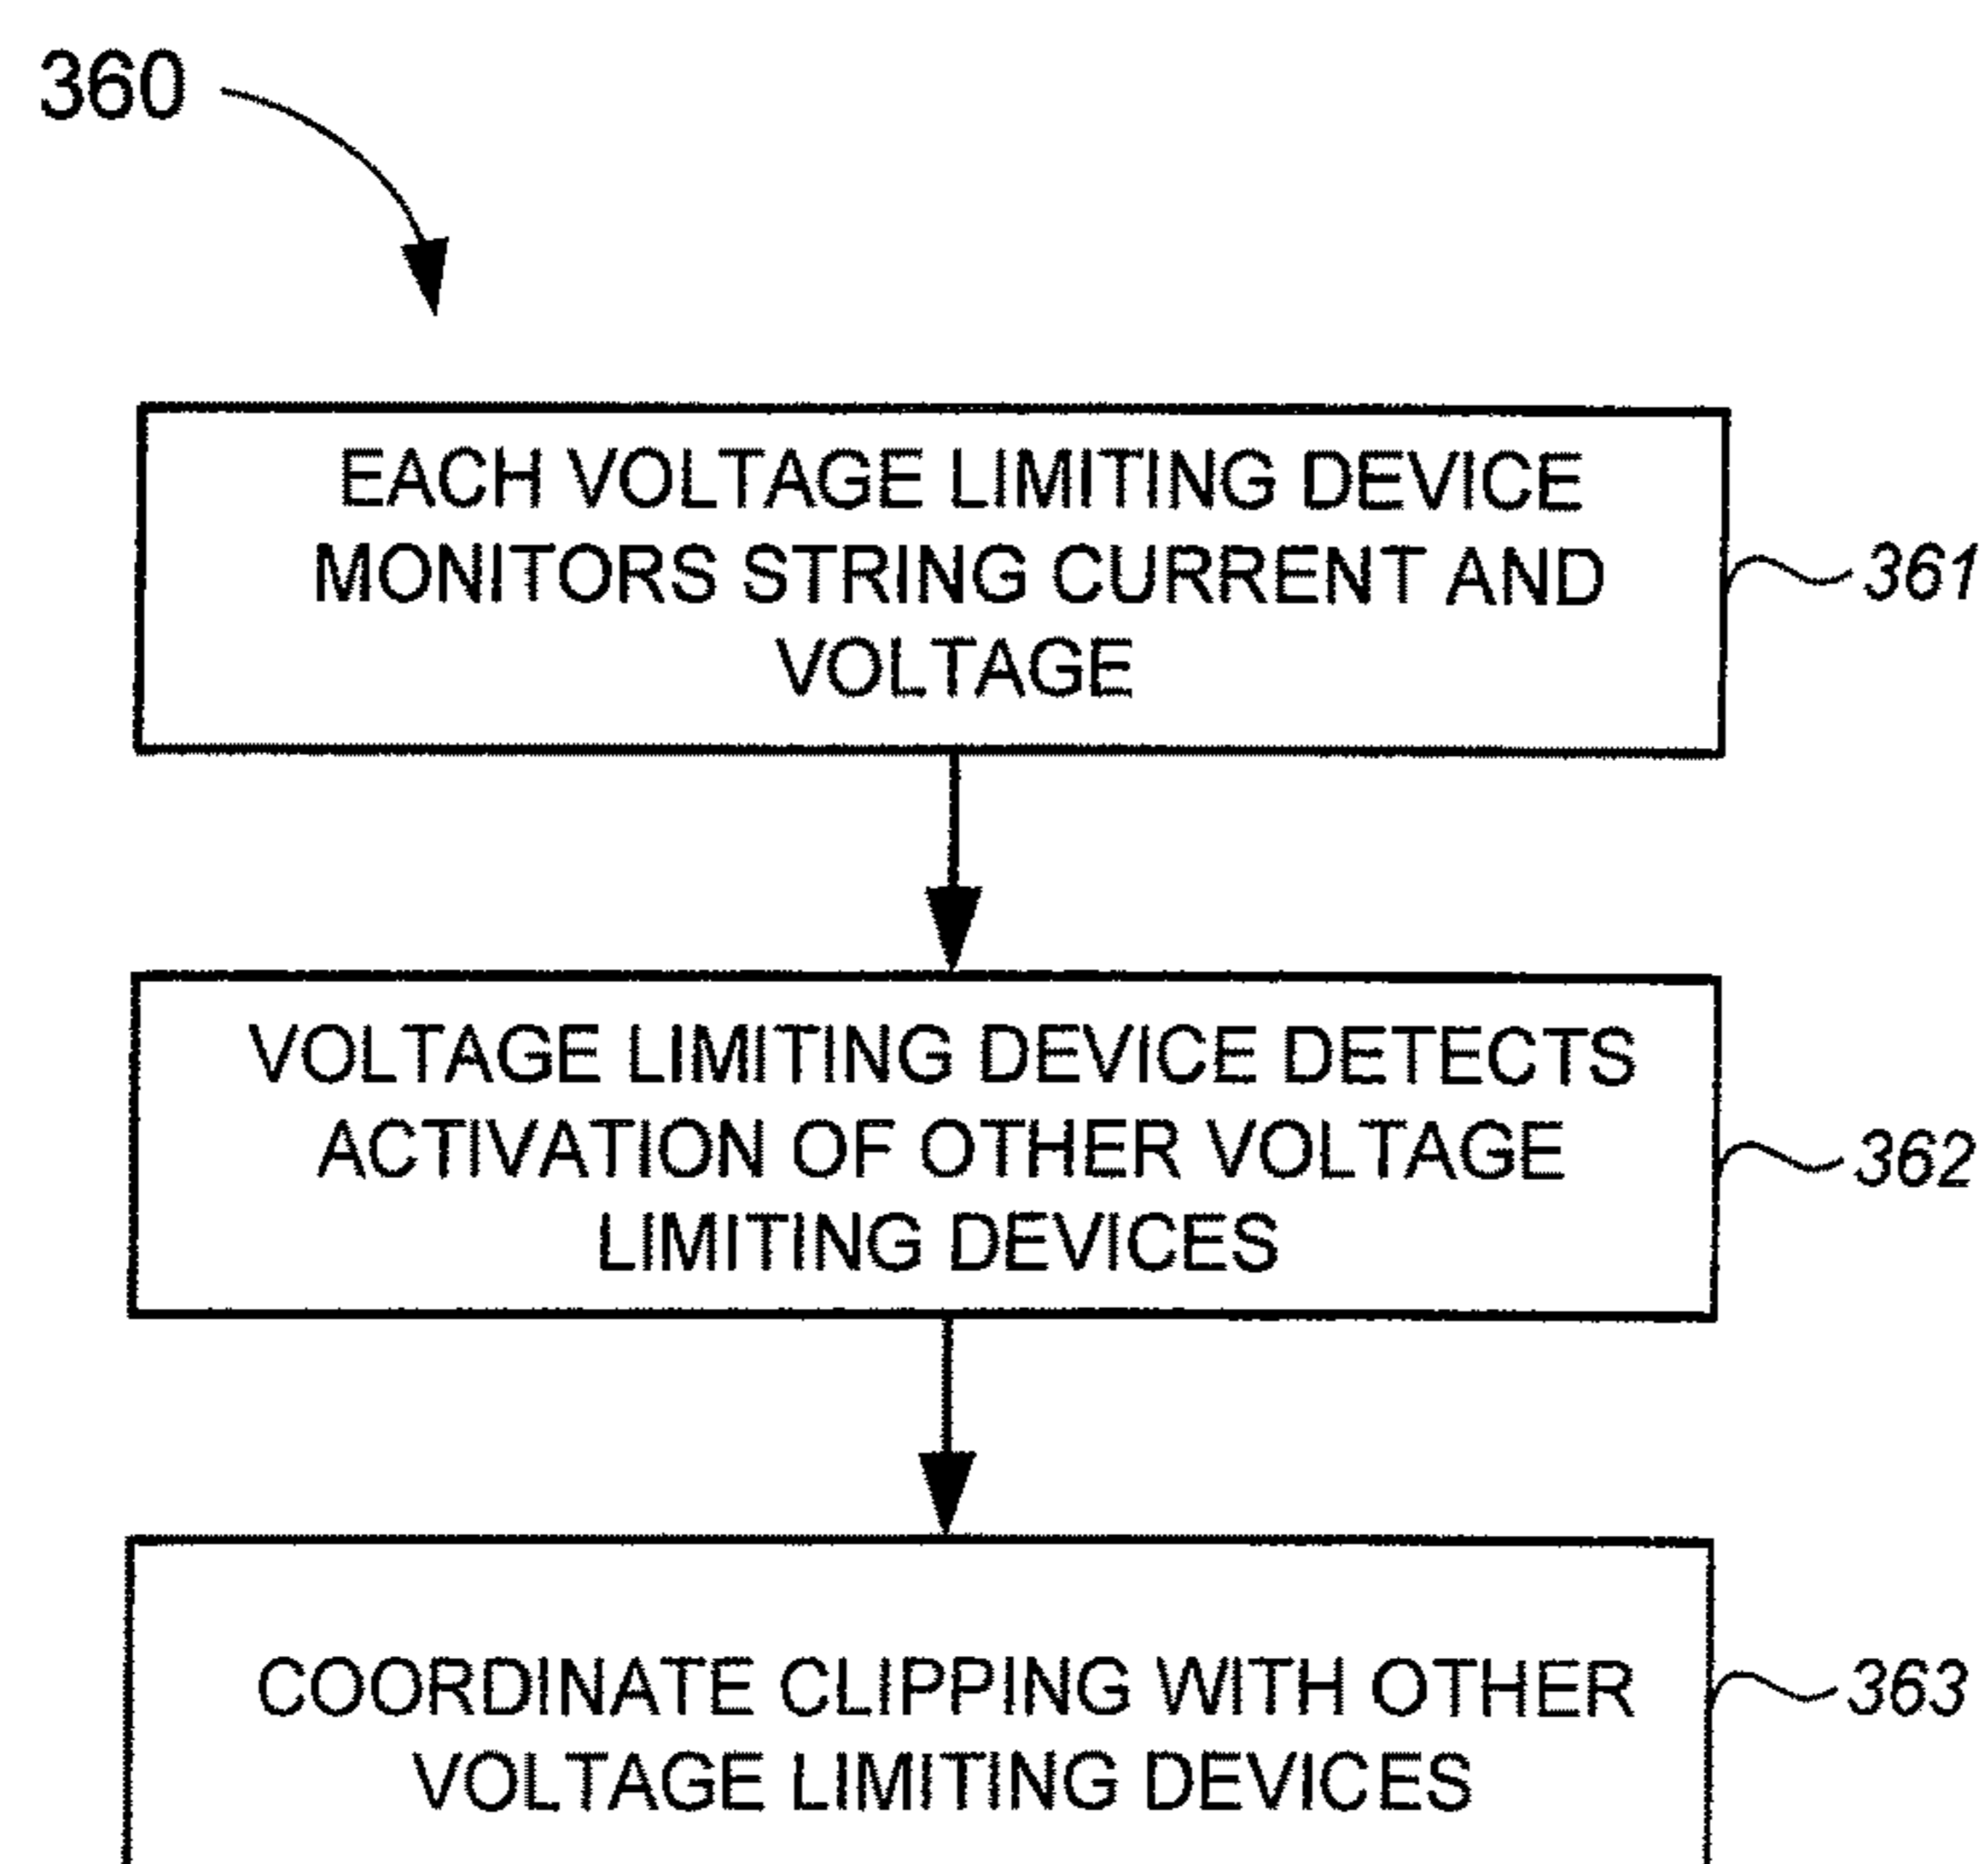 360
EACH VOLTAGE LIMITING DEVICE
MONITORS STRING CURRENT AND
VOLTAGE
361
VOLTAGE LIMITING DEVICE DETECTS
ACTIVATION OF OTHER VOLTAGE
LIMITING DEVICES
362
COORDINATE CLIPPING WITH OTHER
VOLTAGE LIMITING DEVICES
363